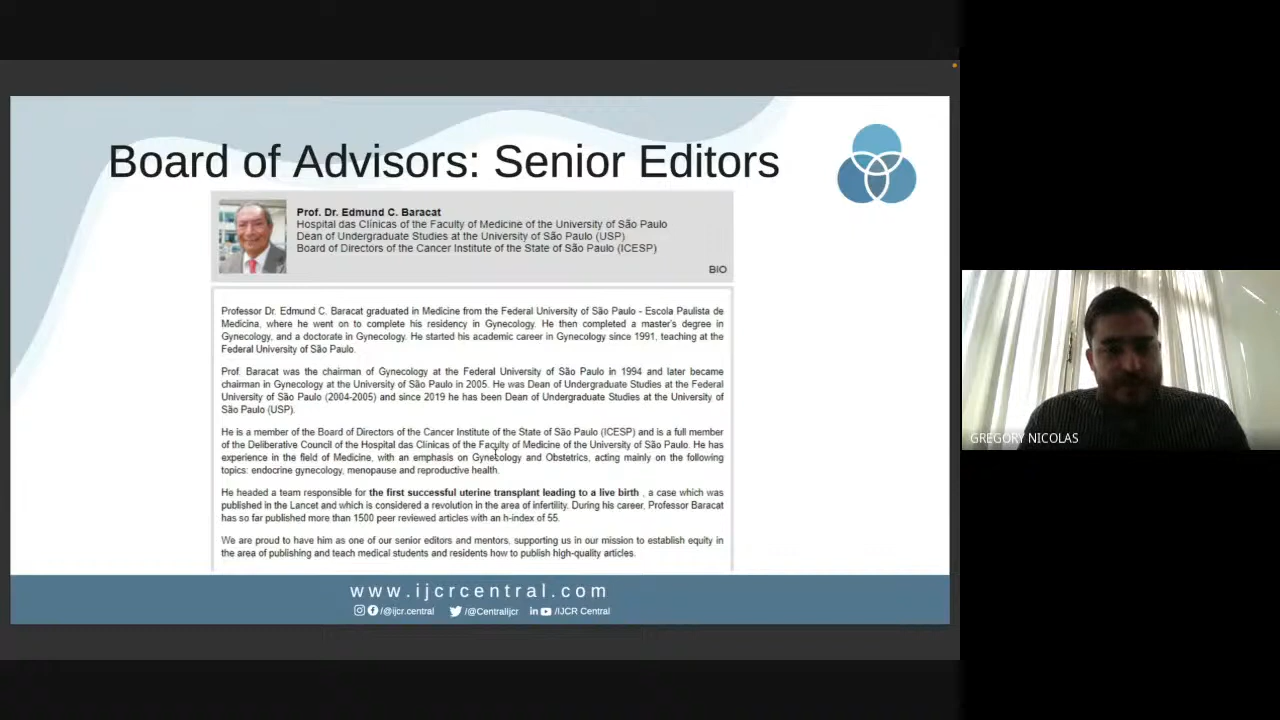 Board of Advisors: Senior Editors
Prof. Dr. Edmund C. Baracat
Hospital das Clínicas of the Faculty of Medicine of the University of São Paulo
Dean of Undergraduate Studies at the University of São Paulo (USP)
Board of Directors of the Cancer Institute of the State of São Paulo (ICESP)
BIO
Professor Dr. Edmund C. Baracat graduated in Medicine from the Federal University of São Paulo - Escola Paulista de
Medicina, where he went on to complete his residency in Gynecology. He then completed a master's degree in
Gynecology, and a doctorate in Gynecology. He started his academic career in Gynecology since 1991, teaching at the
Federal University of São Paulo.
Prof. Baracat was the chairman of Gynecology at the Federal University of São Paulo in 1994 and later became
chairman in Gynecology at the University of São Paulo in 2005. He was Dean of Undergraduate Studies at the Federal
University of São Paulo (2004-2005) and since 2019 he has been Dean of Undergraduate Studies at the University of
São Paulo (USP).
He is a member of the Board of Directors of the Cancer Institute of the State of São Paulo (ICESP) and is a full member
of the Deliberative Council of the Hospital das Clínicas of the Faculty of Medicine of the University of São Paulo. He has
experience in the field of Medicine, with an emphasis on Gynecology and Obstetrics, acting mainly on the following
topics: endocrine gynecology, menopause and reproductive health.
He headed a team responsible for the first successful uterine transplant leading to a live birth , a case which was
published in the Lancet and which is considered a revolution in the area of infertility. During his career, Professor Baracat
has so far published more than 1500 peer reviewed articles with an h-index of 55.
We are proud to have him as one of our senior editors and mentors, supporting us in our mission to establish equity in
the area of publishing and teach medical students and residents how to publish high-quality articles.
www.ijcrcentral.com
/@ijcr.central /@CentralIjcr /IJCR Central
GREGORY NICOLAS